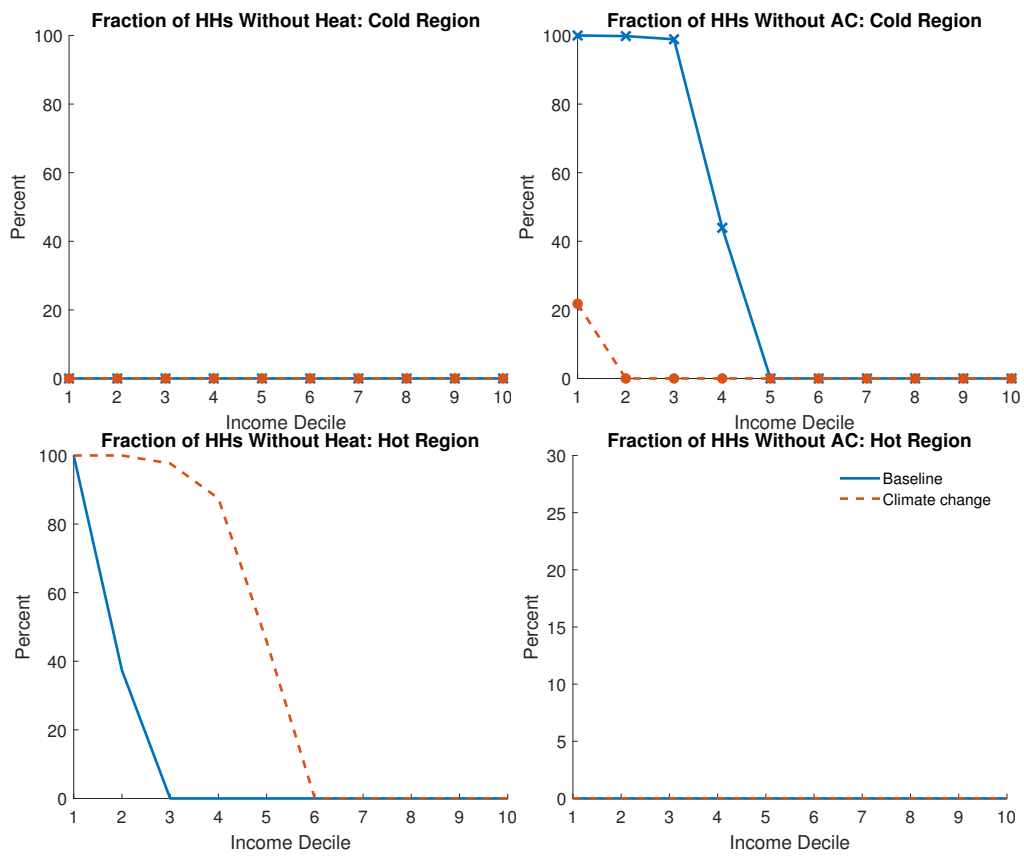 Fraction of HHs Without Heat: Cold Region
Percent
100
80
60
40
20
0
1 2 3 4 5 6 7 8 9 10
Income Decile
Fraction of HHs Without AC: Cold Region
Percent
100
80
60
40
20
0
1 2 3 4 5 6 7 8 9 10
Income Decile
Fraction of HHs Without Heat: Hot Region
Percent
100
80
60
40
20
0
1 2 3 4 5 6 7 8 9 10
Income Decile
Fraction of HHs Without AC: Hot Region
Percent
30
25
20
15
10
5
0
Baseline
Climate change
1 2 3 4 5 6 7 8 9 10
Income Decile